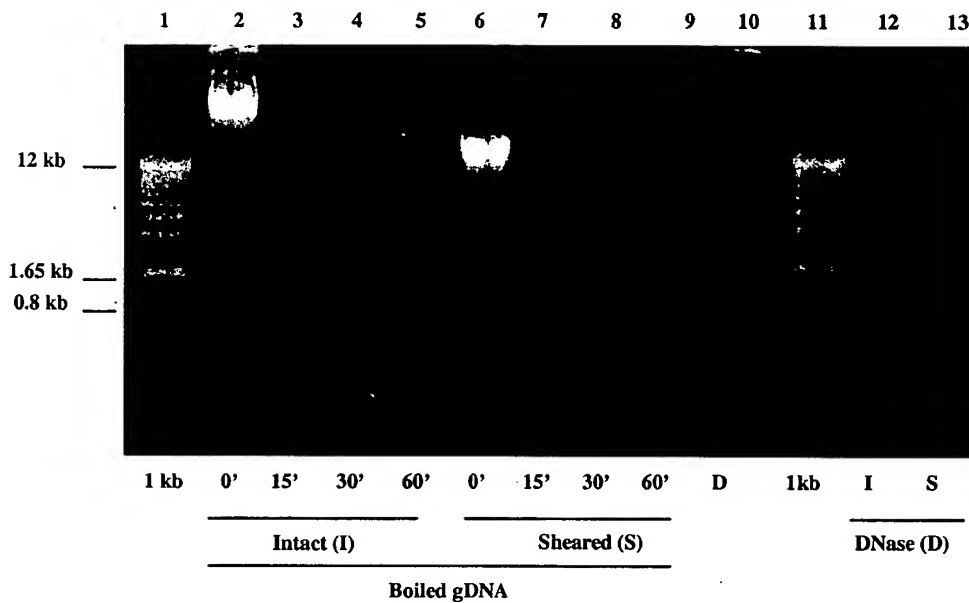 1 2 3 4 5 6 7 8 9 10 11 12 13
12 kb
1.65 kb
0.8 kb
1 kb 0' 15' 30' 60' 0' 15' 30' 60' D 1kb I S
Intact (I) Sheared (S) DNase (D)
Boiled gDNA